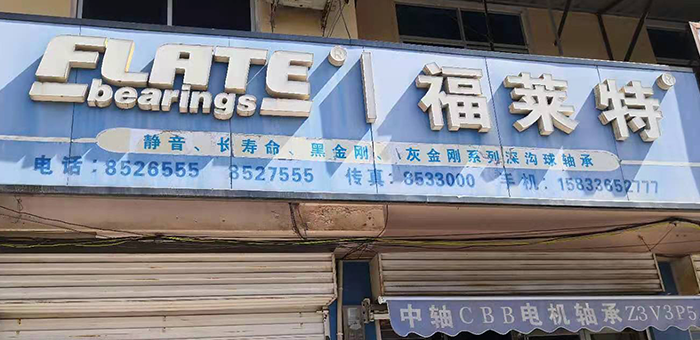 FLATE® bearings | 福莱特®
静音、长寿命、黑金刚、灰金刚系列深沟球轴承
电话:8526555 8527555 传真:8533000 手机:15833652777
中轴CBB电机轴承Z3V3P5